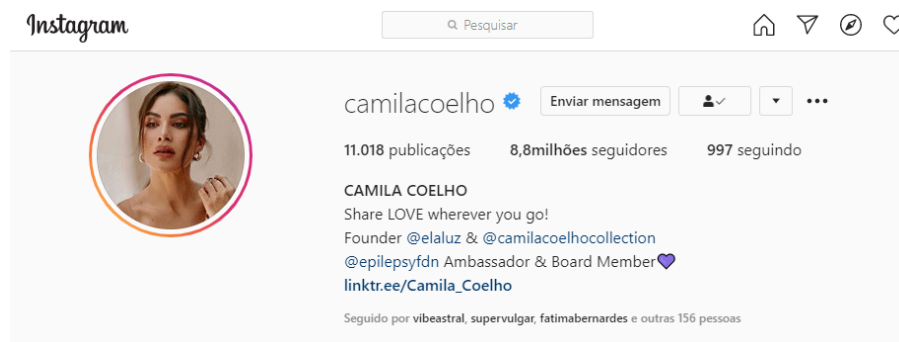 Instagram
Pesquisar
camilacoelho Enviar mensagem
11.018 publicações 8,8milhões seguidores 997 seguindo
CAMILA COELHO
Share LOVE wherever you go!
Founder @elaluz & @camilacoelhocollection
@epilepsyfdn Ambassador & Board Member💜
linktr.ee/Camila_Coelho
Seguido por vibeastral, supervulgar, fatimabernardes e outras 156 pessoas